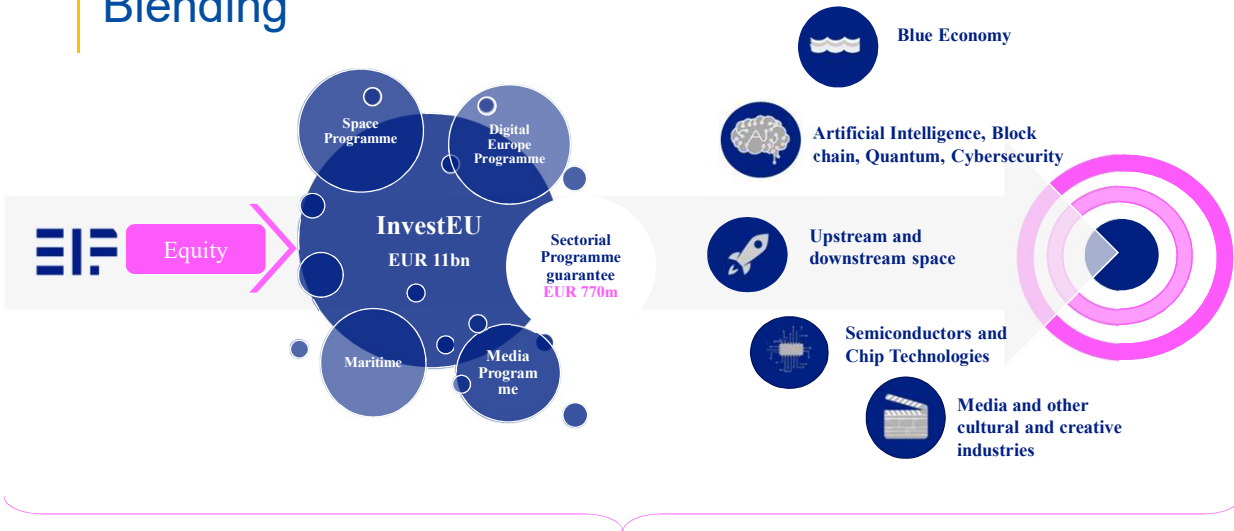 Blending
EIF
Equity
Space
Programme
Digital
Europe
Programme
InvestEU
EUR 11bn
Sectorial
Programme
guarantee
EUR 770m
Maritime
Media
Program
me
Blue Economy
AI
Artificial Intelligence, Block
chain, Quantum, Cybersecurity
Upstream and
downstream space
Semiconductors and
Chip Technologies
Media and other
cultural and creative
industries